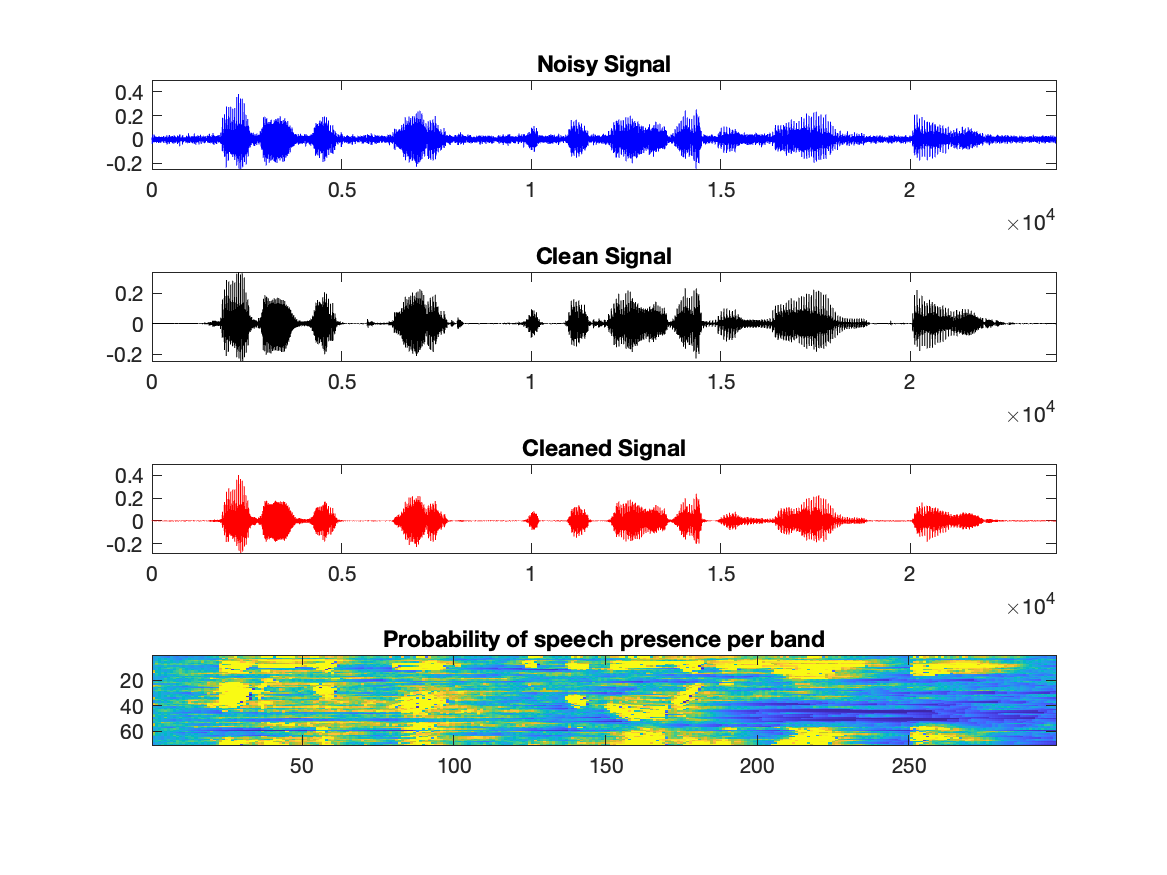 Noisy Signal
0.4
0.2
0
-0.2
0 0.5 1 1.5 2
×10^4
Clean Signal
0.2
0
-0.2
0 0.5 1 1.5 2
×10^4
Cleaned Signal
0.4
0.2
0
-0.2
0 0.5 1 1.5 2
×10^4
Probability of speech presence per band
20
40
60
50 100 150 200 250